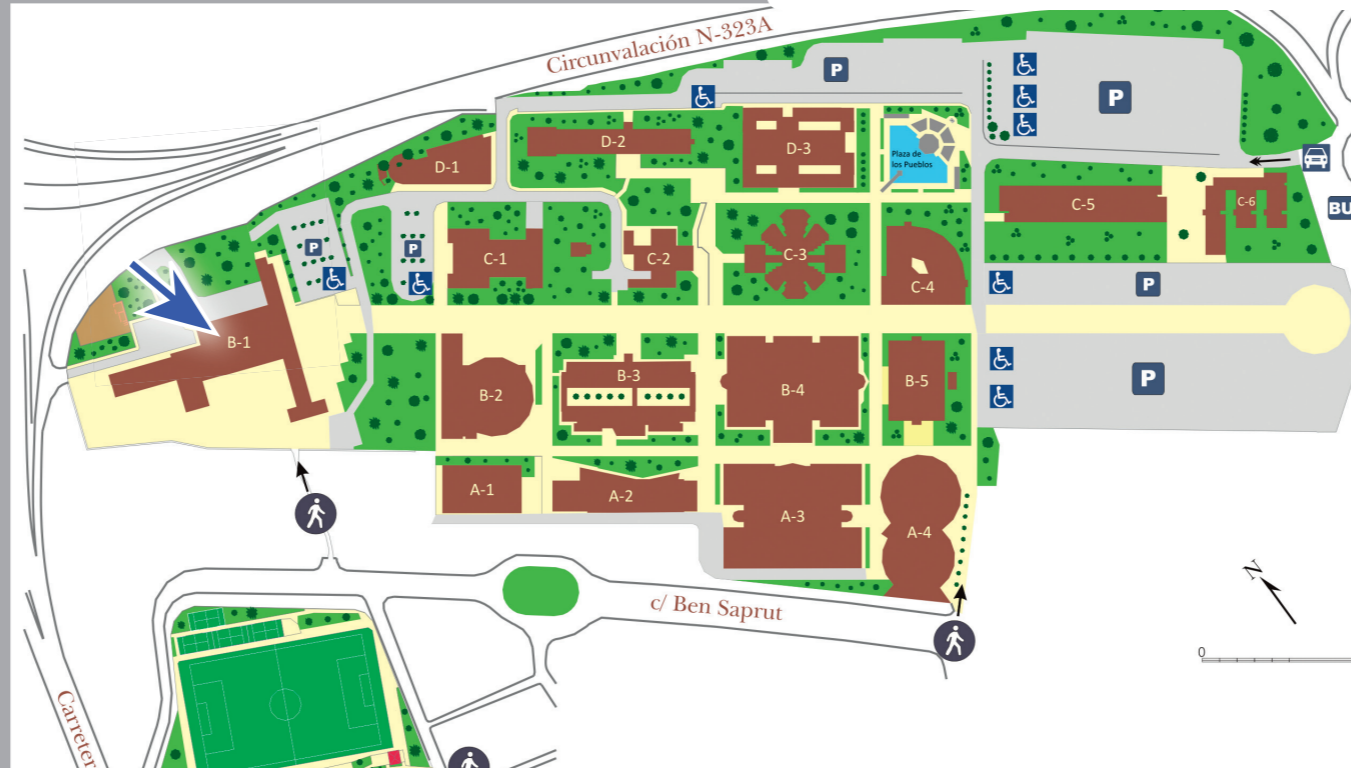 Circunvalación N-323A
P
P
D-1
D-2
D-3
Plaza de
los Pueblos
C-5
C-6
BU
P
P
C-1
C-2
C-3
C-4
P
B-1
B-2
B-3
B-4
B-5
P
A-1
A-2
A-3
A-4
N
c/ Ben Saprut
0
Carreter